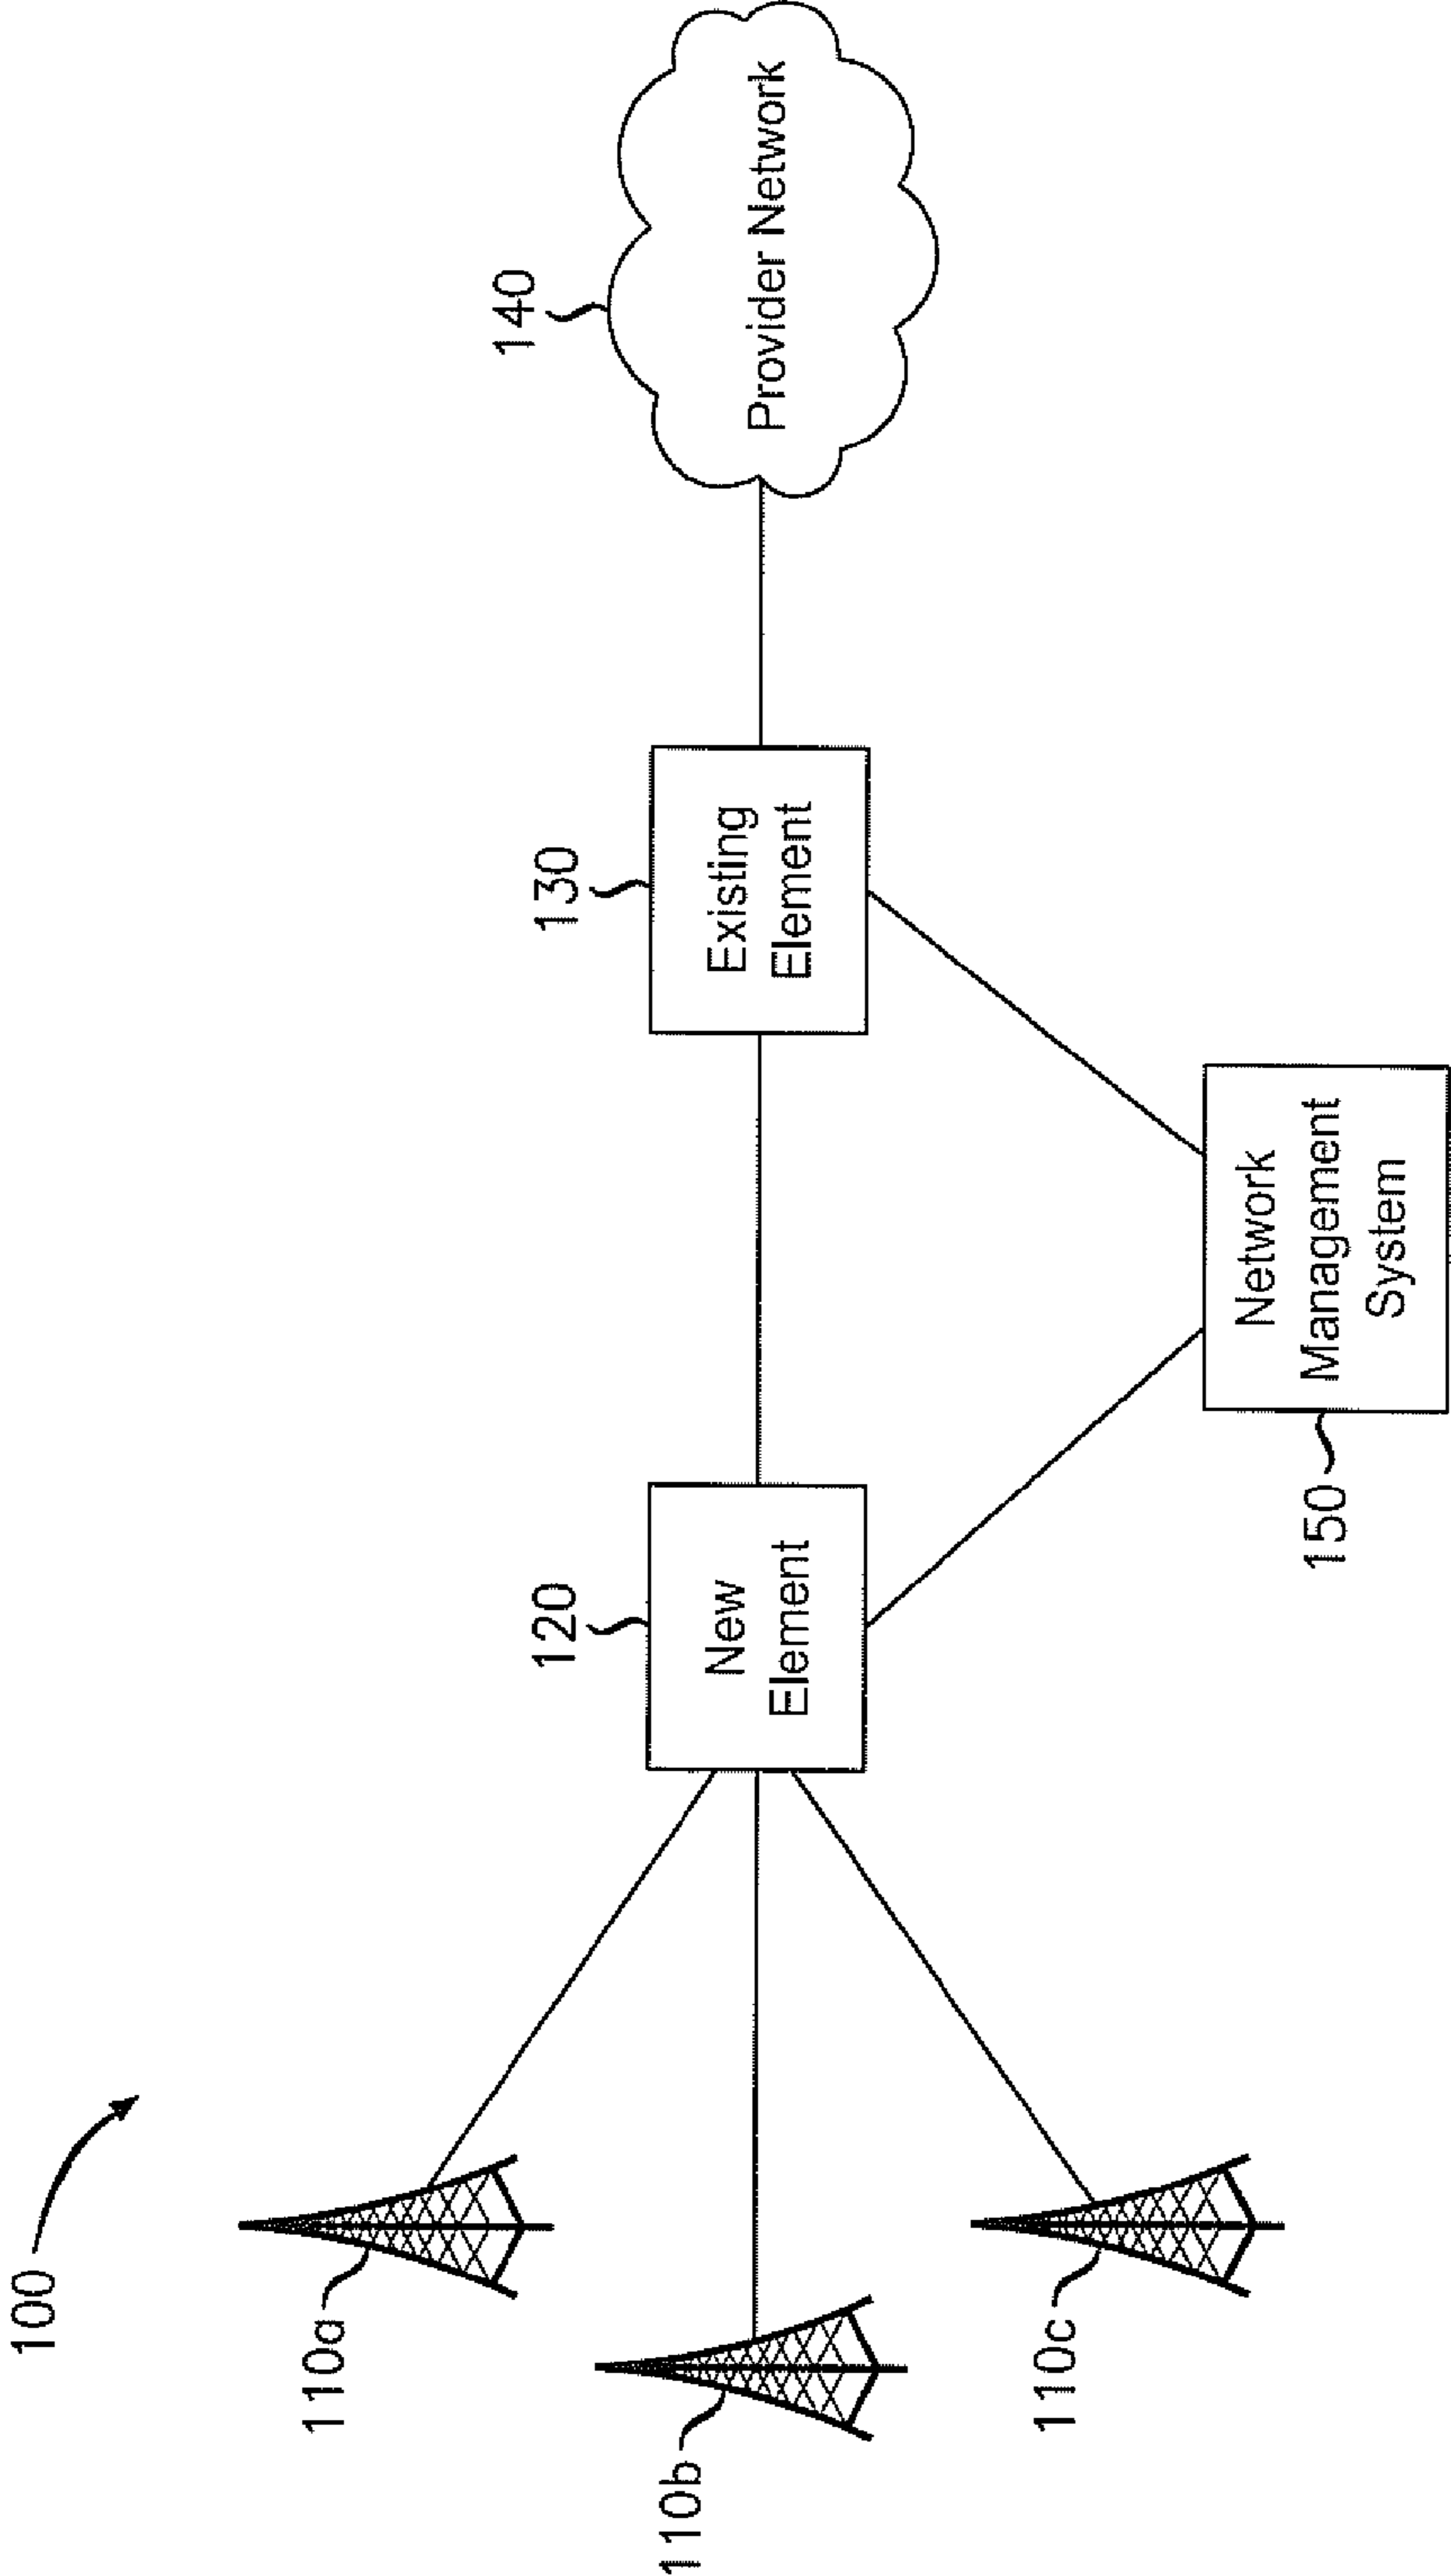 100
110a
110b
110c
120
New
Element
130
Existing
Element
140
Provider Network
150
Network
Management
System